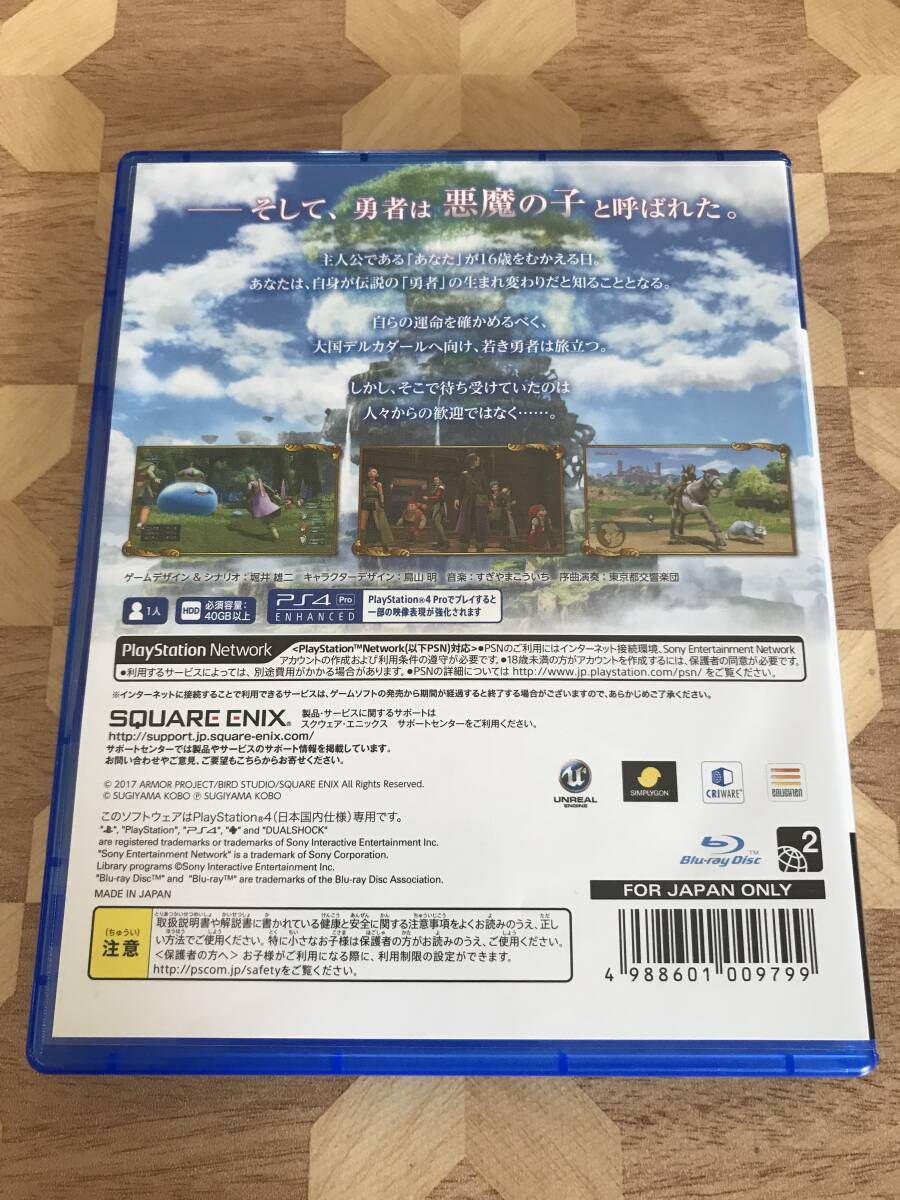 ── そして、勇者は 悪魔の子 と呼ばれた。
主人公である「あなた」が16歳をむかえる日。
あなたは、自身が伝説の「勇者」の生まれ変わりだと知ることとなる。
自らの運命を確かめるべく、
大国デルカダールへ向け、若き勇者は旅立つ。
しかし、そこで待ち受けていたのは
人々からの歓迎ではなく……。
ゲームデザイン＆シナリオ：堀井 雄二 キャラクターデザイン：鳥山 明 音楽：すぎやまこういち 序曲演奏：東京都交響楽団
1人
HDD 必須容量：
40GB以上
PS4 Pro
ENHANCED
PlayStation®4 Proでプレイすると
一部の映像表現が強化されます
PlayStation Network
<PlayStation™Network(以下PSN)対応>●PSNのご利用にはインターネット接続環境、Sony Entertainment Network
アカウントの作成および利用条件の遵守が必要です。●18歳未満の方がアカウントを作成するには、保護者の同意が必要です。
●利用するサービスによっては、別途費用がかかる場合があります。●PSNの詳細については http://www.jp.playstation.com/psn/ をご覧ください。
※インターネットに接続することで利用できるサービスは、ゲームソフトの発売から期間が経過すると終了する場合がございますので、あらかじめご了承ください。
SQUARE ENIX®
製品・サービスに関するサポートは
スクウェア・エニックス サポートセンターをご利用ください。
http://support.jp.square-enix.com/
サポートセンターでは製品やサービスのサポート情報を掲載しています。
お問い合わせやご意見、ご要望もこちらからお寄せください。
© 2017 ARMOR PROJECT/BIRD STUDIO/SQUARE ENIX All Rights Reserved.
© SUGIYAMA KOBO ℗ SUGIYAMA KOBO
UNREAL
ENGINE
SIMPLYGON
CRIWARE™
ENLIGHTEN
このソフトウェアはPlayStation®4（日本国内仕様）専用です。
"PS", "PlayStation", "PS4", and "DUALSHOCK"
are registered trademarks or trademarks of Sony Interactive Entertainment Inc.
"Sony Entertainment Network" is a trademark of Sony Corporation.
Library programs ©Sony Interactive Entertainment Inc.
"Blu-ray Disc™" and "Blu-ray™" are trademarks of the Blu-ray Disc Association.
MADE IN JAPAN
Blu-ray Disc™
2
FOR JAPAN ONLY
（ちゅうい）
注意
取扱説明書や解説書に書かれている健康と安全に関する注意事項をよくお読みのうえ、正し
い方法でご使用ください。特に小さなお子様は保護者の方がお読みのうえ、ご使用ください。
＜保護者の方へ＞ お子様がご利用になる際に、利用制限の設定ができます。
http://pscom.jp/safetyをご覧ください。
4 988601 009799